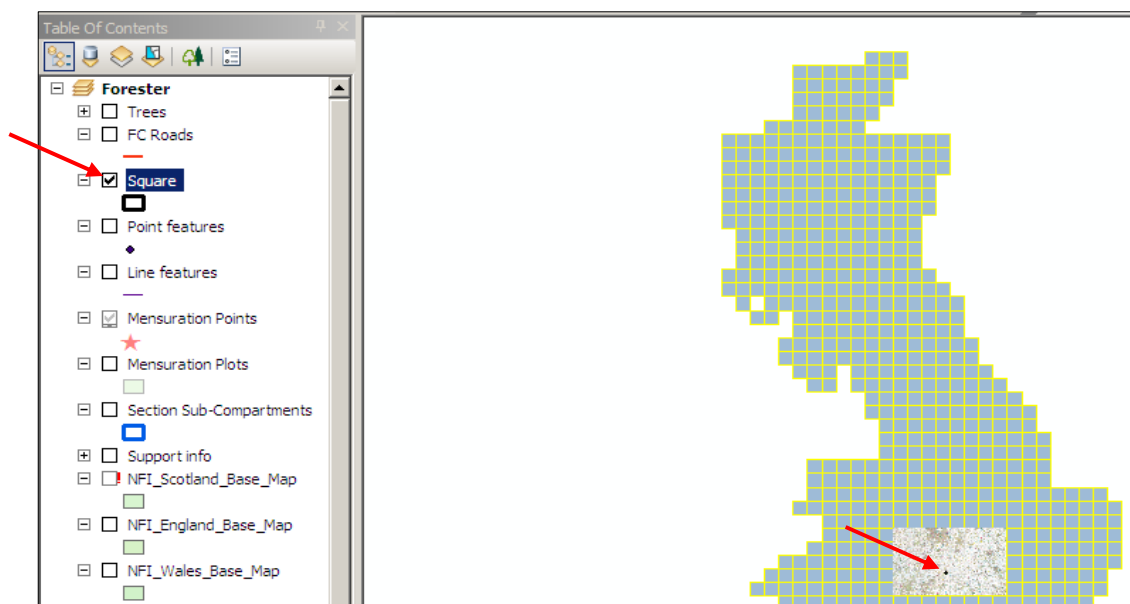 Table Of Contents
Forester
Trees
FC Roads
Square
Point features
Line features
Mensuration Points
Mensuration Plots
Section Sub-Compartments
Support info
NFI_Scotland_Base_Map
NFI_England_Base_Map
NFI_Wales_Base_Map